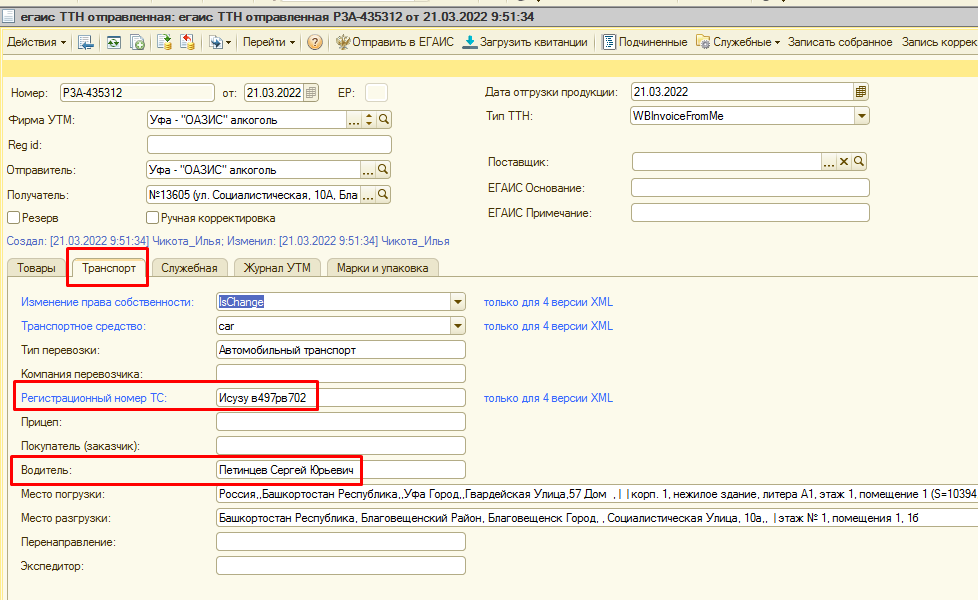 егаис ТТН отправленная: егаис ТТН отправленная РЗА-435312 от 21.03.2022 9:51:34
Действия Перейти Отправить в ЕГАИС Загрузить квитанции Подчиненные Служебные Записать собранное Запись коррек
Номер: РЗА-435312 от: 21.03.2022 ЕР: Дата отгрузки продукции: 21.03.2022
Фирма УТМ: Уфа - "ОАЗИС" алкоголь ... Тип ТТН: WBInvoiceFromMe
Reg id:
Отправитель: Уфа - "ОАЗИС" алкоголь ... Поставщик: ...
Получатель: №13605 (ул. Социалистическая, 10А, Бла ... ЕГАИС Основание:
Резерв Ручная корректировка ЕГАИС Примечание:
Создал: [21.03.2022 9:51:34] Чикота_Илья; Изменил: [21.03.2022 9:51:34] Чикота_Илья
Товары Транспорт Служебная Журнал УТМ Марки и упаковка
Изменение права собственности: IsChange только для 4 версии XML
Транспортное средство: car только для 4 версии XML
Тип перевозки: Автомобильный транспорт
Компания перевозчика:
Регистрационный номер ТС: Исузу в497рв702 только для 4 версии XML
Прицеп:
Покупатель (заказчик):
Водитель: Петинцев Сергей Юрьевич
Место погрузки: Россия,,Башкортостан Республика,,Уфа Город,,Гвардейская Улица,57 Дом , | | корп. 1, нежилое здание, литера А1, этаж 1, помещение 1 (S=10394
Место разгрузки: Башкортостан Республика, Благовещенский Район, Благовещенск Город, , Социалистическая Улица, 10а,, | этаж № 1, помещения 1, 1б
Перенаправление:
Экспедитор: